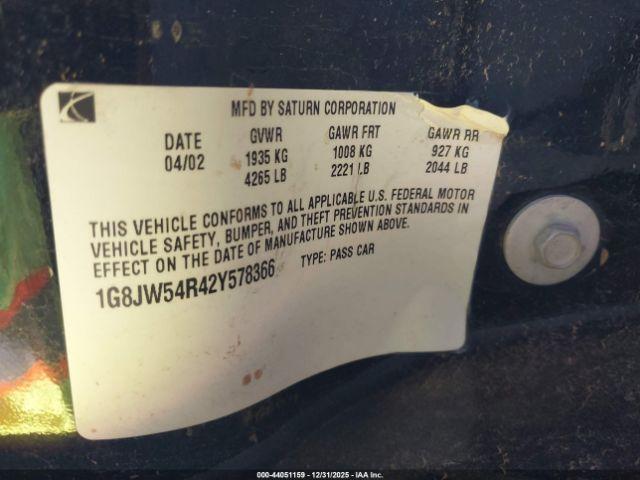 MFD BY SATURN CORPORATION
DATE GVWR GAWR FRT GAWR RR
04/02 1935 KG 1008 KG 927 KG
4265 LB 2221 LB 2044 LB
THIS VEHICLE CONFORMS TO ALL APPLICABLE U.S. FEDERAL MOTOR
VEHICLE SAFETY, BUMPER, AND THEFT PREVENTION STANDARDS IN
EFFECT ON THE DATE OF MANUFACTURE SHOWN ABOVE.
1G8JW54R42Y578366 TYPE: PASS CAR
000-44051159 - 12/31/2025 - IAA Inc.